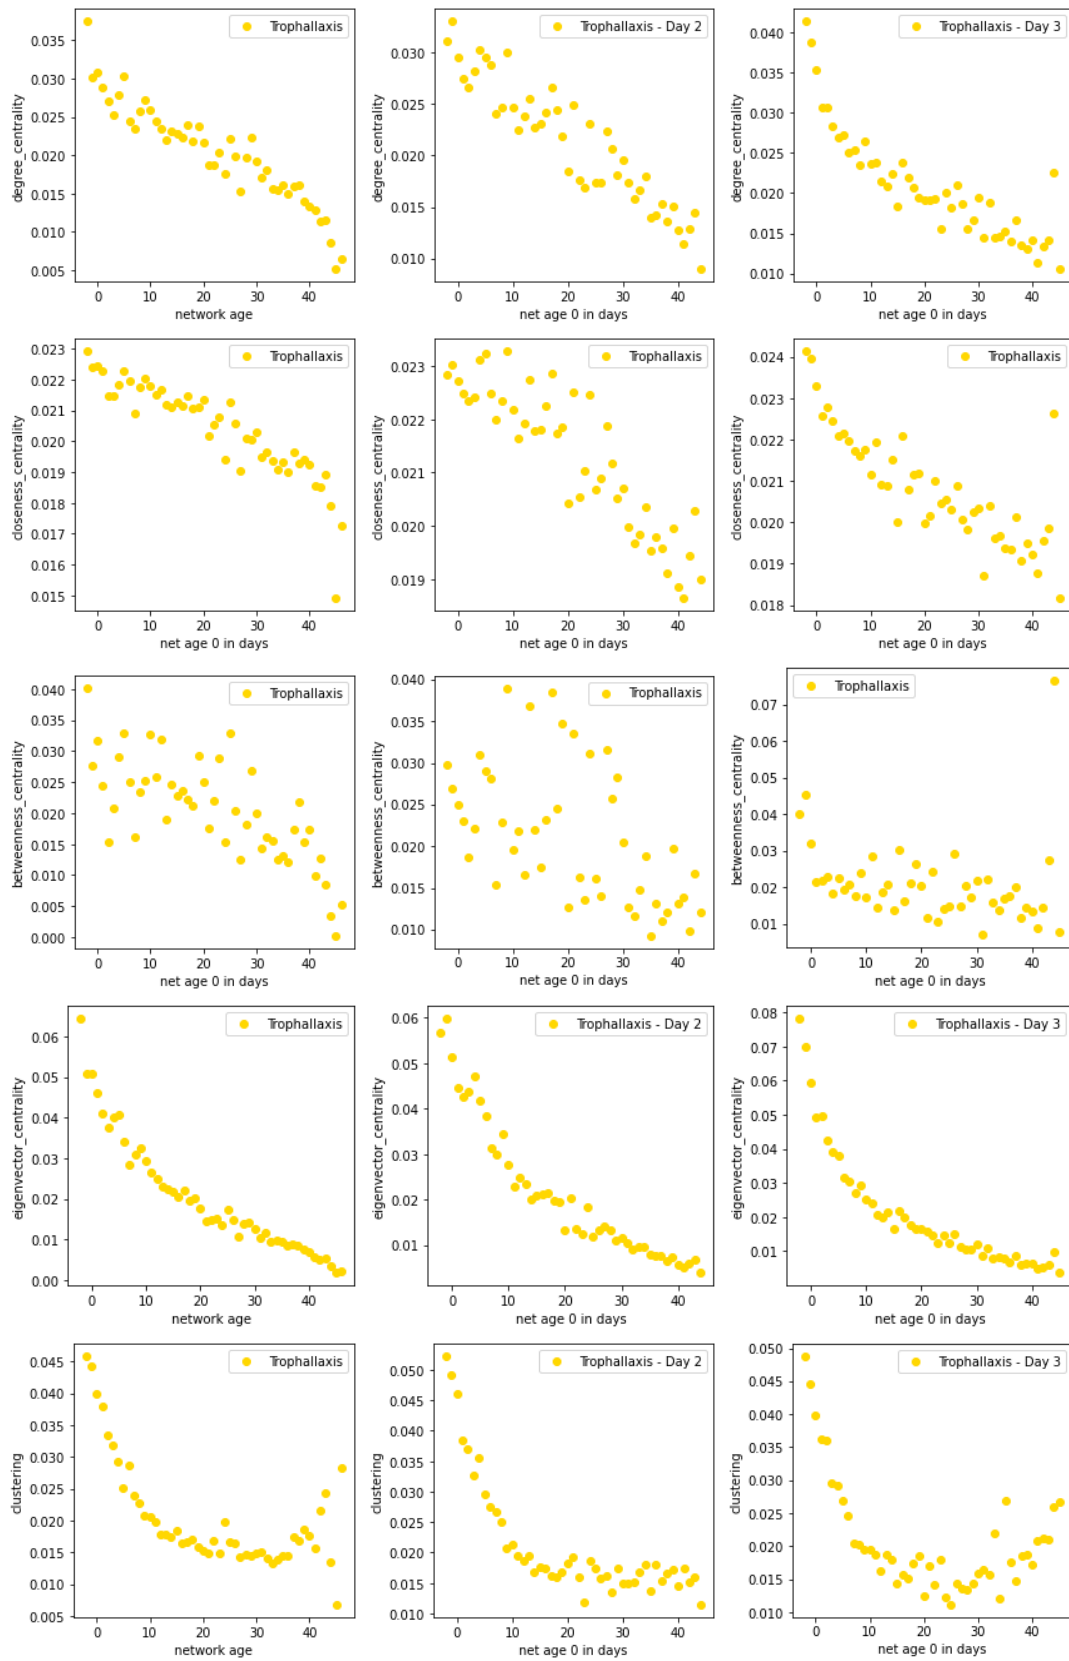 Trophallaxis
0.035
0.030
0.025
0.020
0.015
0.010
0.005
degree_centrality
0 10 20 30 40
network age
Trophallaxis - Day 2
0.030
0.025
0.020
0.015
0.010
degree_centrality
0 10 20 30 40
net age 0 in days
Trophallaxis - Day 3
0.040
0.035
0.030
0.025
0.020
0.015
0.010
degree_centrality
0 10 20 30 40
net age 0 in days
Trophallaxis
0.023
0.022
0.021
0.020
0.019
0.018
0.017
0.016
0.015
closeness_centrality
0 10 20 30 40
net age 0 in days
Trophallaxis
0.023
0.022
0.021
0.020
0.019
closeness_centrality
0 10 20 30 40
net age 0 in days
Trophallaxis
0.024
0.023
0.022
0.021
0.020
0.019
0.018
closeness_centrality
0 10 20 30 40
net age 0 in days
Trophallaxis
0.040
0.035
0.030
0.025
0.020
0.015
0.010
0.005
0.000
betweenness_centrality
0 10 20 30 40
net age 0 in days
Trophallaxis
0.040
0.035
0.030
0.025
0.020
0.015
0.010
betweenness_centrality
0 10 20 30 40
net age 0 in days
Trophallaxis
0.07
0.06
0.05
0.04
0.03
0.02
0.01
betweenness_centrality
0 10 20 30 40
net age 0 in days
Trophallaxis
0.06
0.05
0.04
0.03
0.02
0.01
0.00
eigenvector_centrality
0 10 20 30 40
network age
Trophallaxis - Day 2
0.06
0.05
0.04
0.03
0.02
0.01
eigenvector_centrality
0 10 20 30 40
net age 0 in days
Trophallaxis - Day 3
0.08
0.07
0.06
0.05
0.04
0.03
0.02
0.01
eigenvector_centrality
0 10 20 30 40
net age 0 in days
Trophallaxis
0.045
0.040
0.035
0.030
0.025
0.020
0.015
0.010
0.005
clustering
0 10 20 30 40
network age
Trophallaxis - Day 2
0.050
0.045
0.040
0.035
0.030
0.025
0.020
0.015
0.010
clustering
0 10 20 30 40
net age 0 in days
Trophallaxis - Day 3
0.050
0.045
0.040
0.035
0.030
0.025
0.020
0.015
0.010
clustering
0 10 20 30 40
net age 0 in days